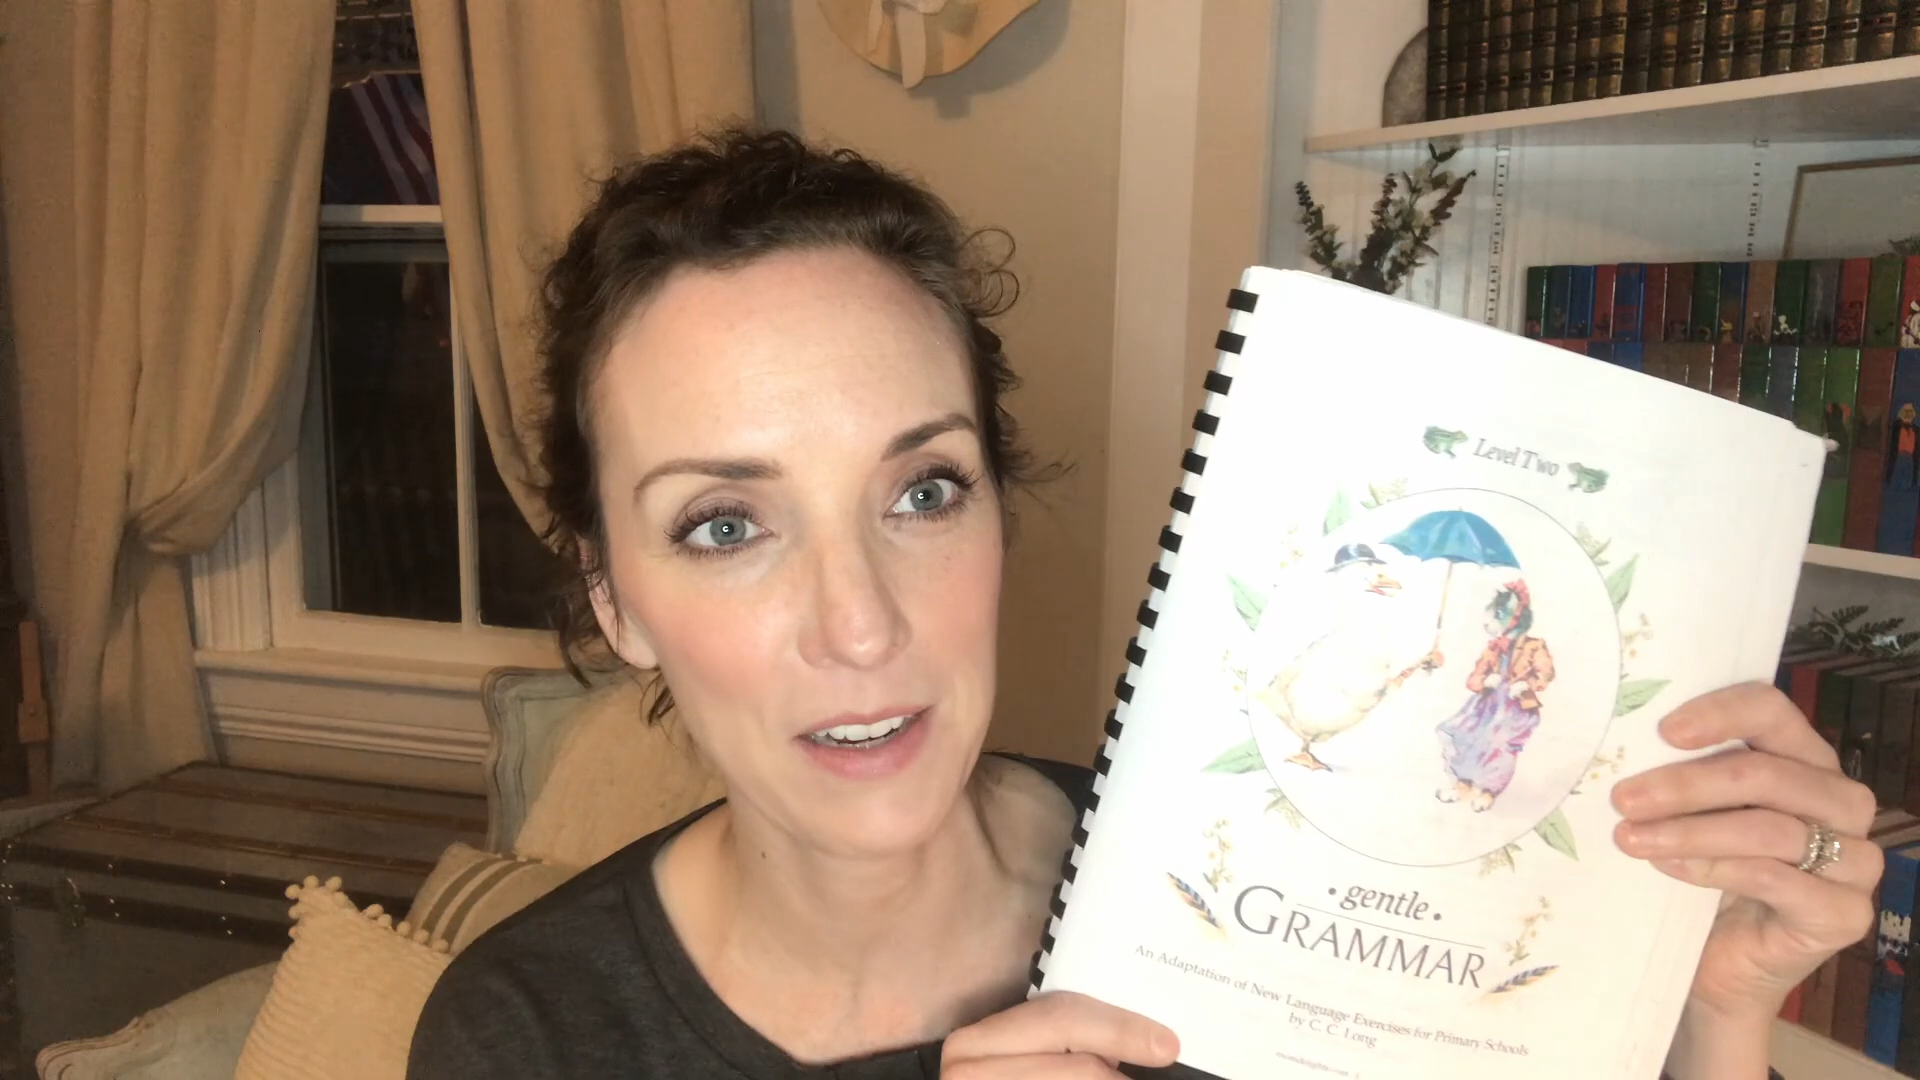 Level Two
• gentle •
GRAMMAR
An Adaptation of New Language Exercises for Primary Schools
by C. C. Long